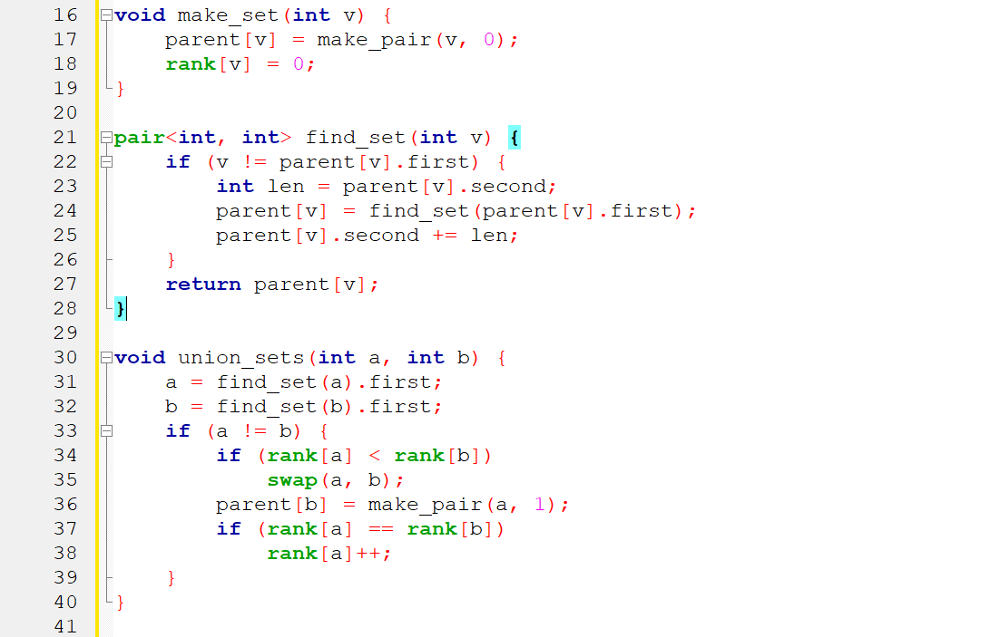 16 void make_set(int v) {
17     parent[v] = make_pair(v, 0);
18     rank[v] = 0;
19 }
20
21 pair<int, int> find_set(int v) {
22     if (v != parent[v].first) {
23         int len = parent[v].second;
24         parent[v] = find_set(parent[v].first);
25         parent[v].second += len;
26     }
27     return parent[v];
28 }
29
30 void union_sets(int a, int b) {
31     a = find_set(a).first;
32     b = find_set(b).first;
33     if (a != b) {
34         if (rank[a] < rank[b])
35             swap(a, b);
36         parent[b] = make_pair(a, 1);
37         if (rank[a] == rank[b])
38             rank[a]++;
39     }
40 }
41